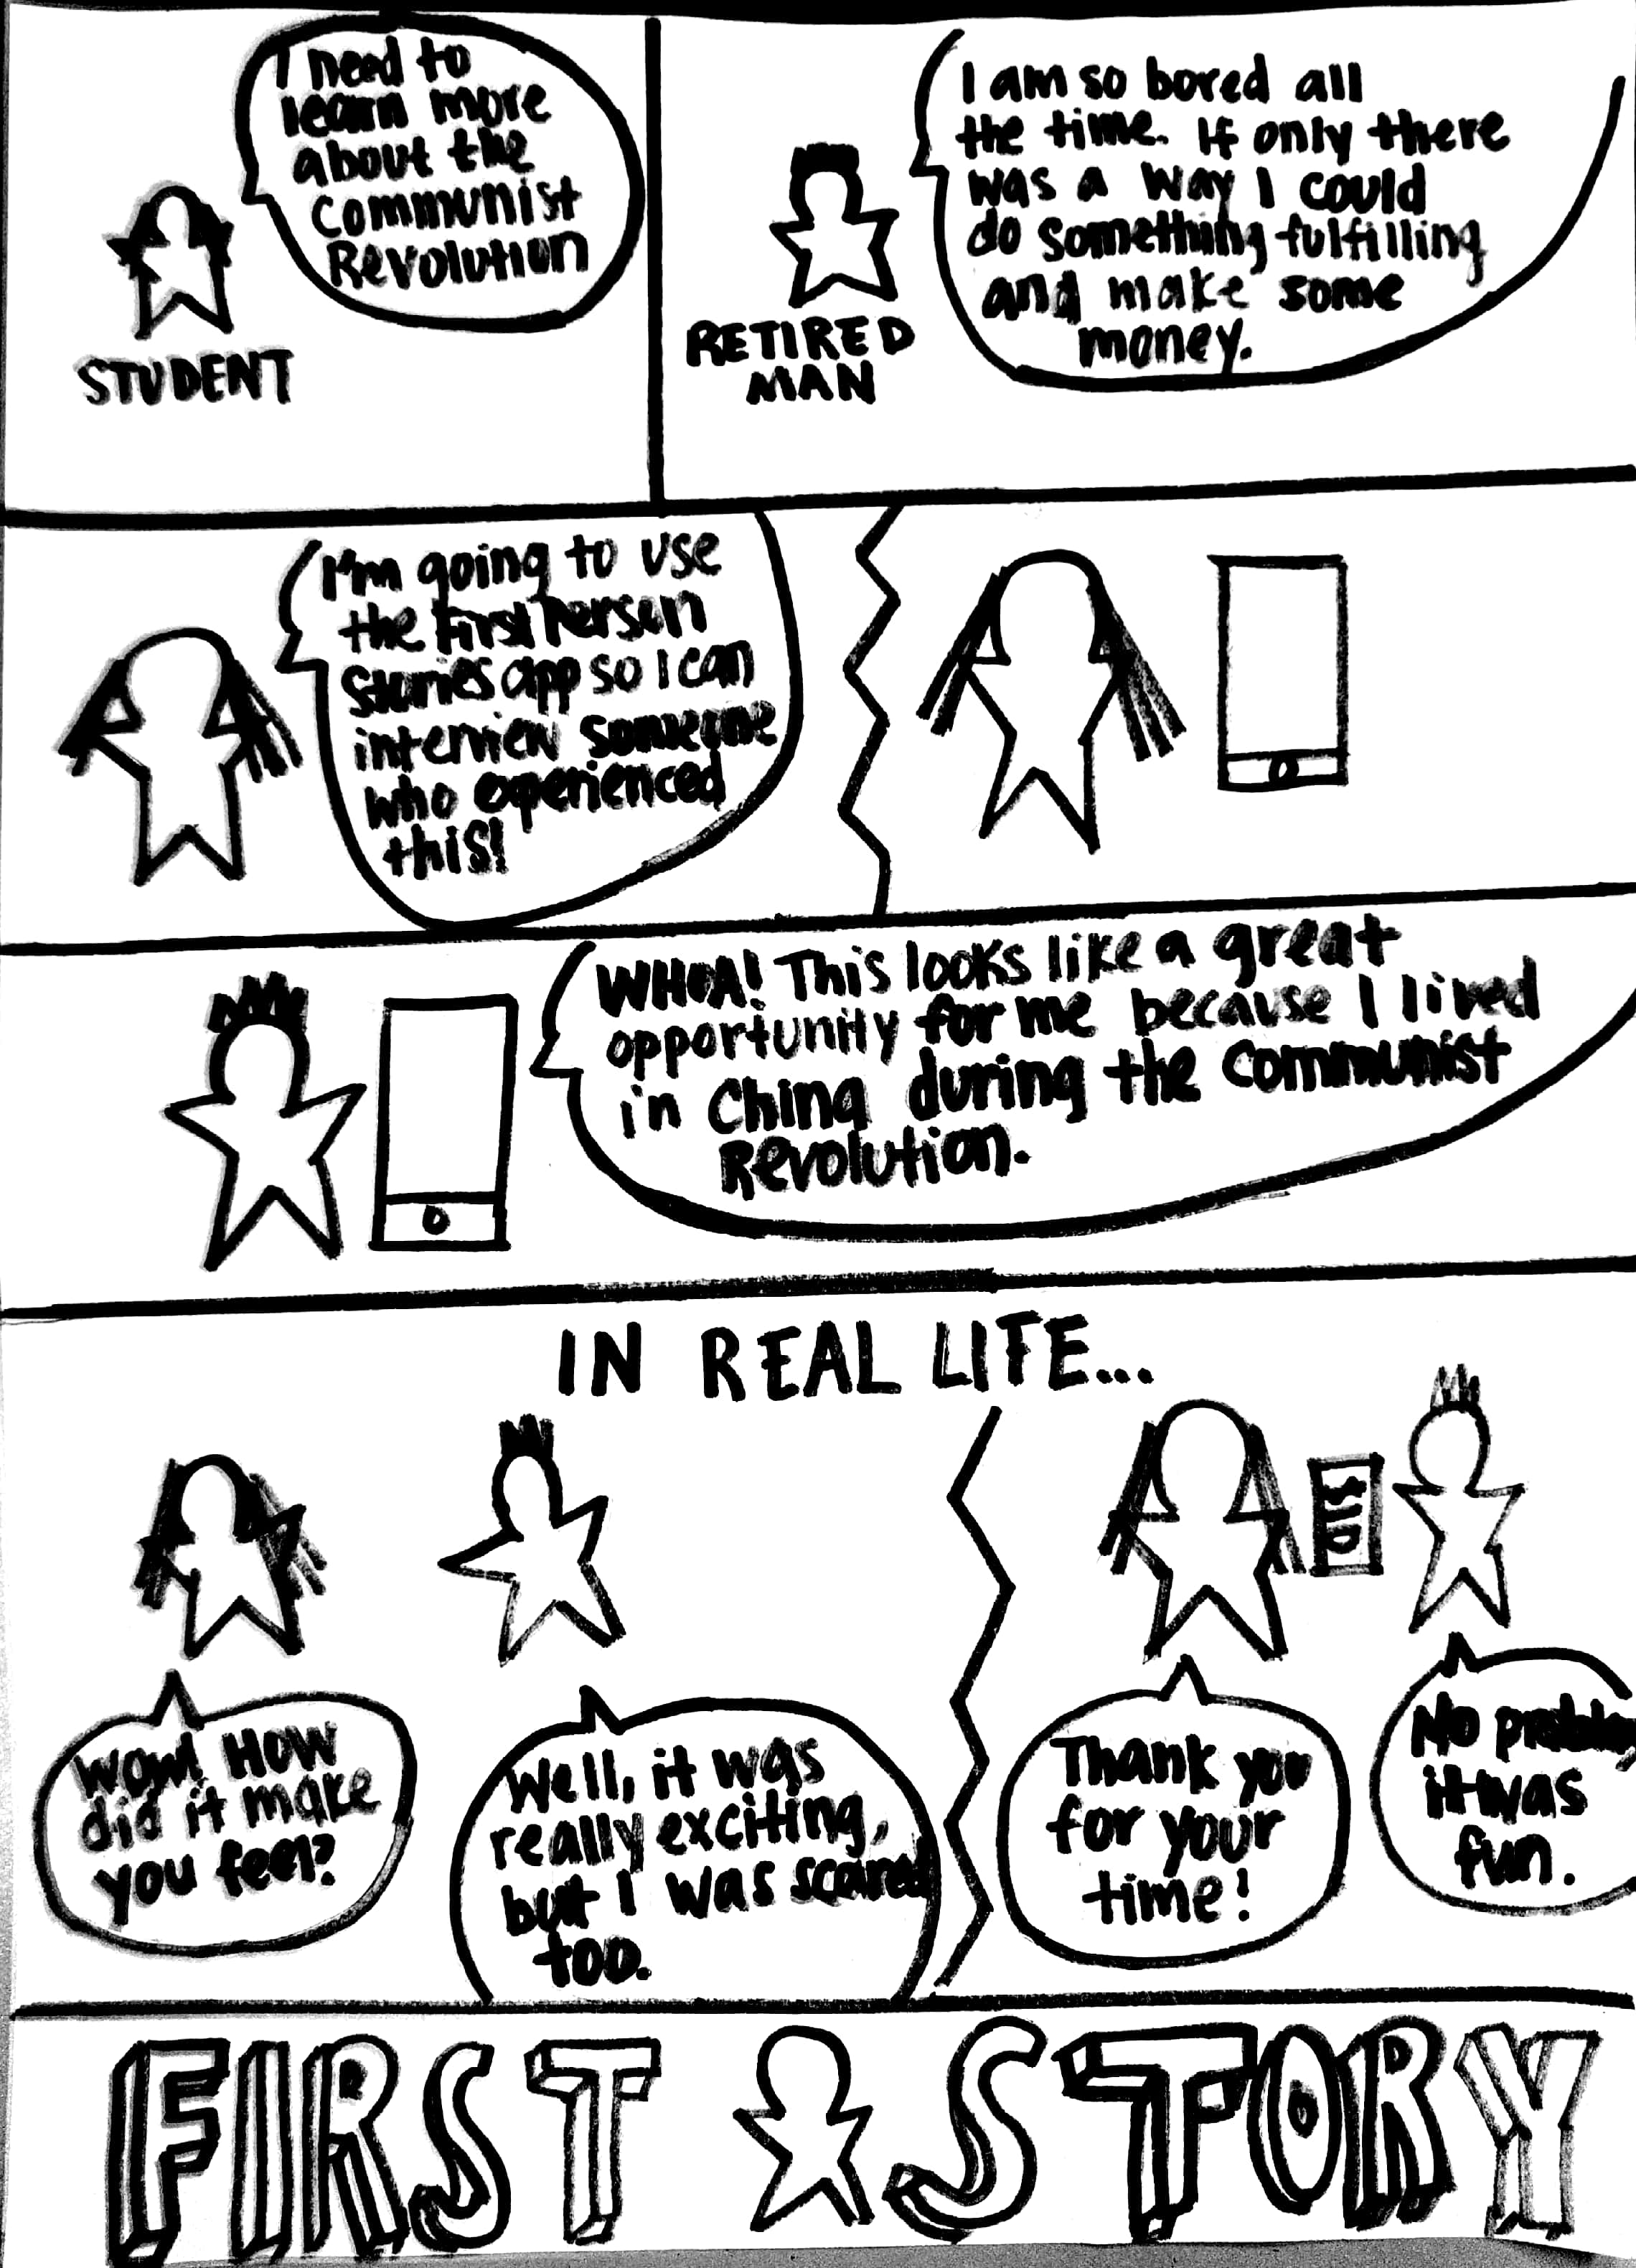 I need to
learn more
about the
Communist
Revolution
STUDENT
I am so bored all
the time. If only there
was a way I could
do something fulfilling
and make some
money.
RETIRED
MAN
I'm going to use
the First Person
Stories app so I can
interview someone
who experienced
this!
WHOA! This looks like a great
opportunity for me because I lived
in China during the Communist
Revolution.
IN REAL LIFE...
Wow! How
did it make
you feel?
Well, it was
really exciting,
but I was scared
too.
Thank you
for your
time!
No problem
it was
fun.
FIRST STORY